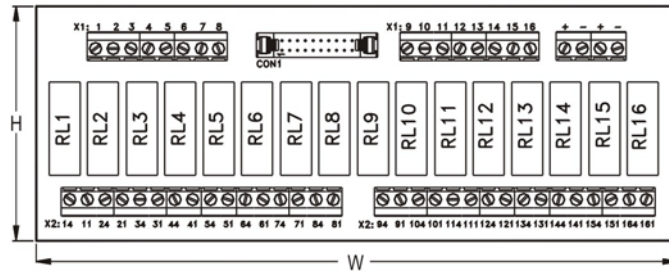 X1: 1 2 3 4 5 6 7 8
CON1
X1: 9 10 11 12 13 14 15 16
+ - + -
H
RL1 RL2 RL3 RL4 RL5 RL6 RL7 RL8 RL9 RL10 RL11 RL12 RL13 RL14 RL15 RL16
X2: 14 11 24 21 34 31 44 41 54 51 64 61 74 71 84 81
X2: 94 91 104 101 114 111 124 121 134 131 144 141 154 151 164 161
W